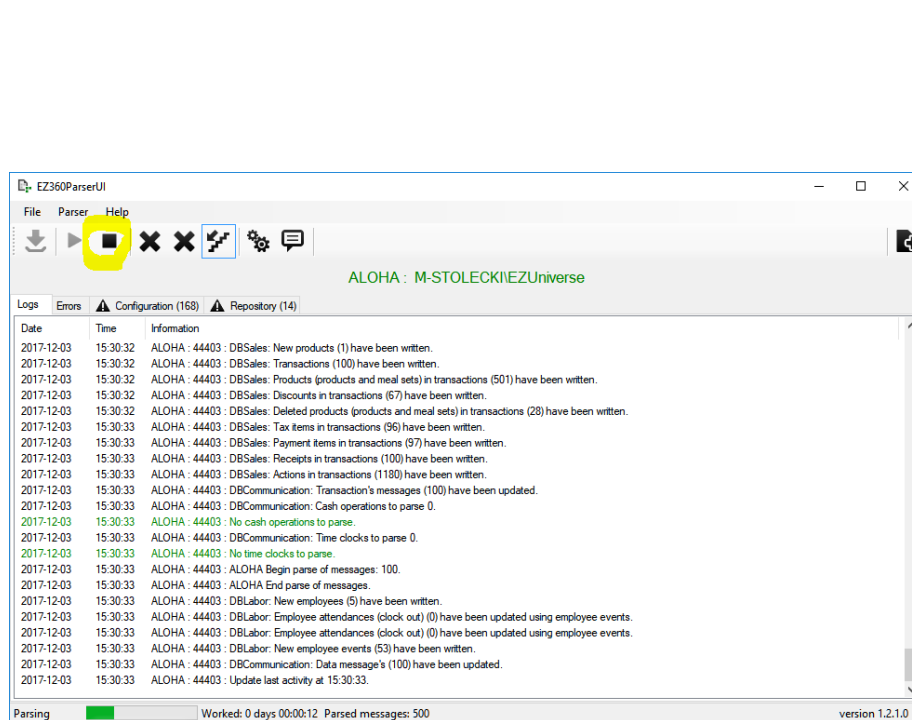 EZ360ParserUI
File Parser Help
ALOHA : M-STOLECKI\EZUniverse
Logs Errors Configuration (168) Repository (14)
Date Time Information
2017-12-03 15:30:32 ALOHA : 44403 : DBSales: New products (1) have been written.
2017-12-03 15:30:32 ALOHA : 44403 : DBSales: Transactions (100) have been written.
2017-12-03 15:30:32 ALOHA : 44403 : DBSales: Products (products and meal sets) in transactions (501) have been written.
2017-12-03 15:30:32 ALOHA : 44403 : DBSales: Discounts in transactions (67) have been written.
2017-12-03 15:30:32 ALOHA : 44403 : DBSales: Deleted products (products and meal sets) in transactions (28) have been written.
2017-12-03 15:30:33 ALOHA : 44403 : DBSales: Tax items in transactions (96) have been written.
2017-12-03 15:30:33 ALOHA : 44403 : DBSales: Payment items in transactions (97) have been written.
2017-12-03 15:30:33 ALOHA : 44403 : DBSales: Receipts in transactions (100) have been written.
2017-12-03 15:30:33 ALOHA : 44403 : DBSales: Actions in transactions (1180) have been written.
2017-12-03 15:30:33 ALOHA : 44403 : DBCommunication: Transaction's messages (100) have been updated.
2017-12-03 15:30:33 ALOHA : 44403 : DBCommunication: Cash operations to parse 0.
2017-12-03 15:30:33 ALOHA : 44403 : No cash operations to parse.
2017-12-03 15:30:33 ALOHA : 44403 : DBCommunication: Time clocks to parse 0.
2017-12-03 15:30:33 ALOHA : 44403 : No time clocks to parse.
2017-12-03 15:30:33 ALOHA : 44403 : ALOHA Begin parse of messages: 100.
2017-12-03 15:30:33 ALOHA : 44403 : ALOHA End parse of messages.
2017-12-03 15:30:33 ALOHA : 44403 : DBLabor: New employees (5) have been written.
2017-12-03 15:30:33 ALOHA : 44403 : DBLabor: Employee attendances (clock out) (0) have been updated using employee events.
2017-12-03 15:30:33 ALOHA : 44403 : DBLabor: Employee attendances (clock out) (0) have been updated using employee events.
2017-12-03 15:30:33 ALOHA : 44403 : DBLabor: New employee events (53) have been written.
2017-12-03 15:30:33 ALOHA : 44403 : DBCommunication: Data message's (100) have been updated.
2017-12-03 15:30:33 ALOHA : 44403 : Update last activity at 15:30:33.
Parsing Worked: 0 days 00:00:12 Parsed messages: 500 version 1.2.1.0